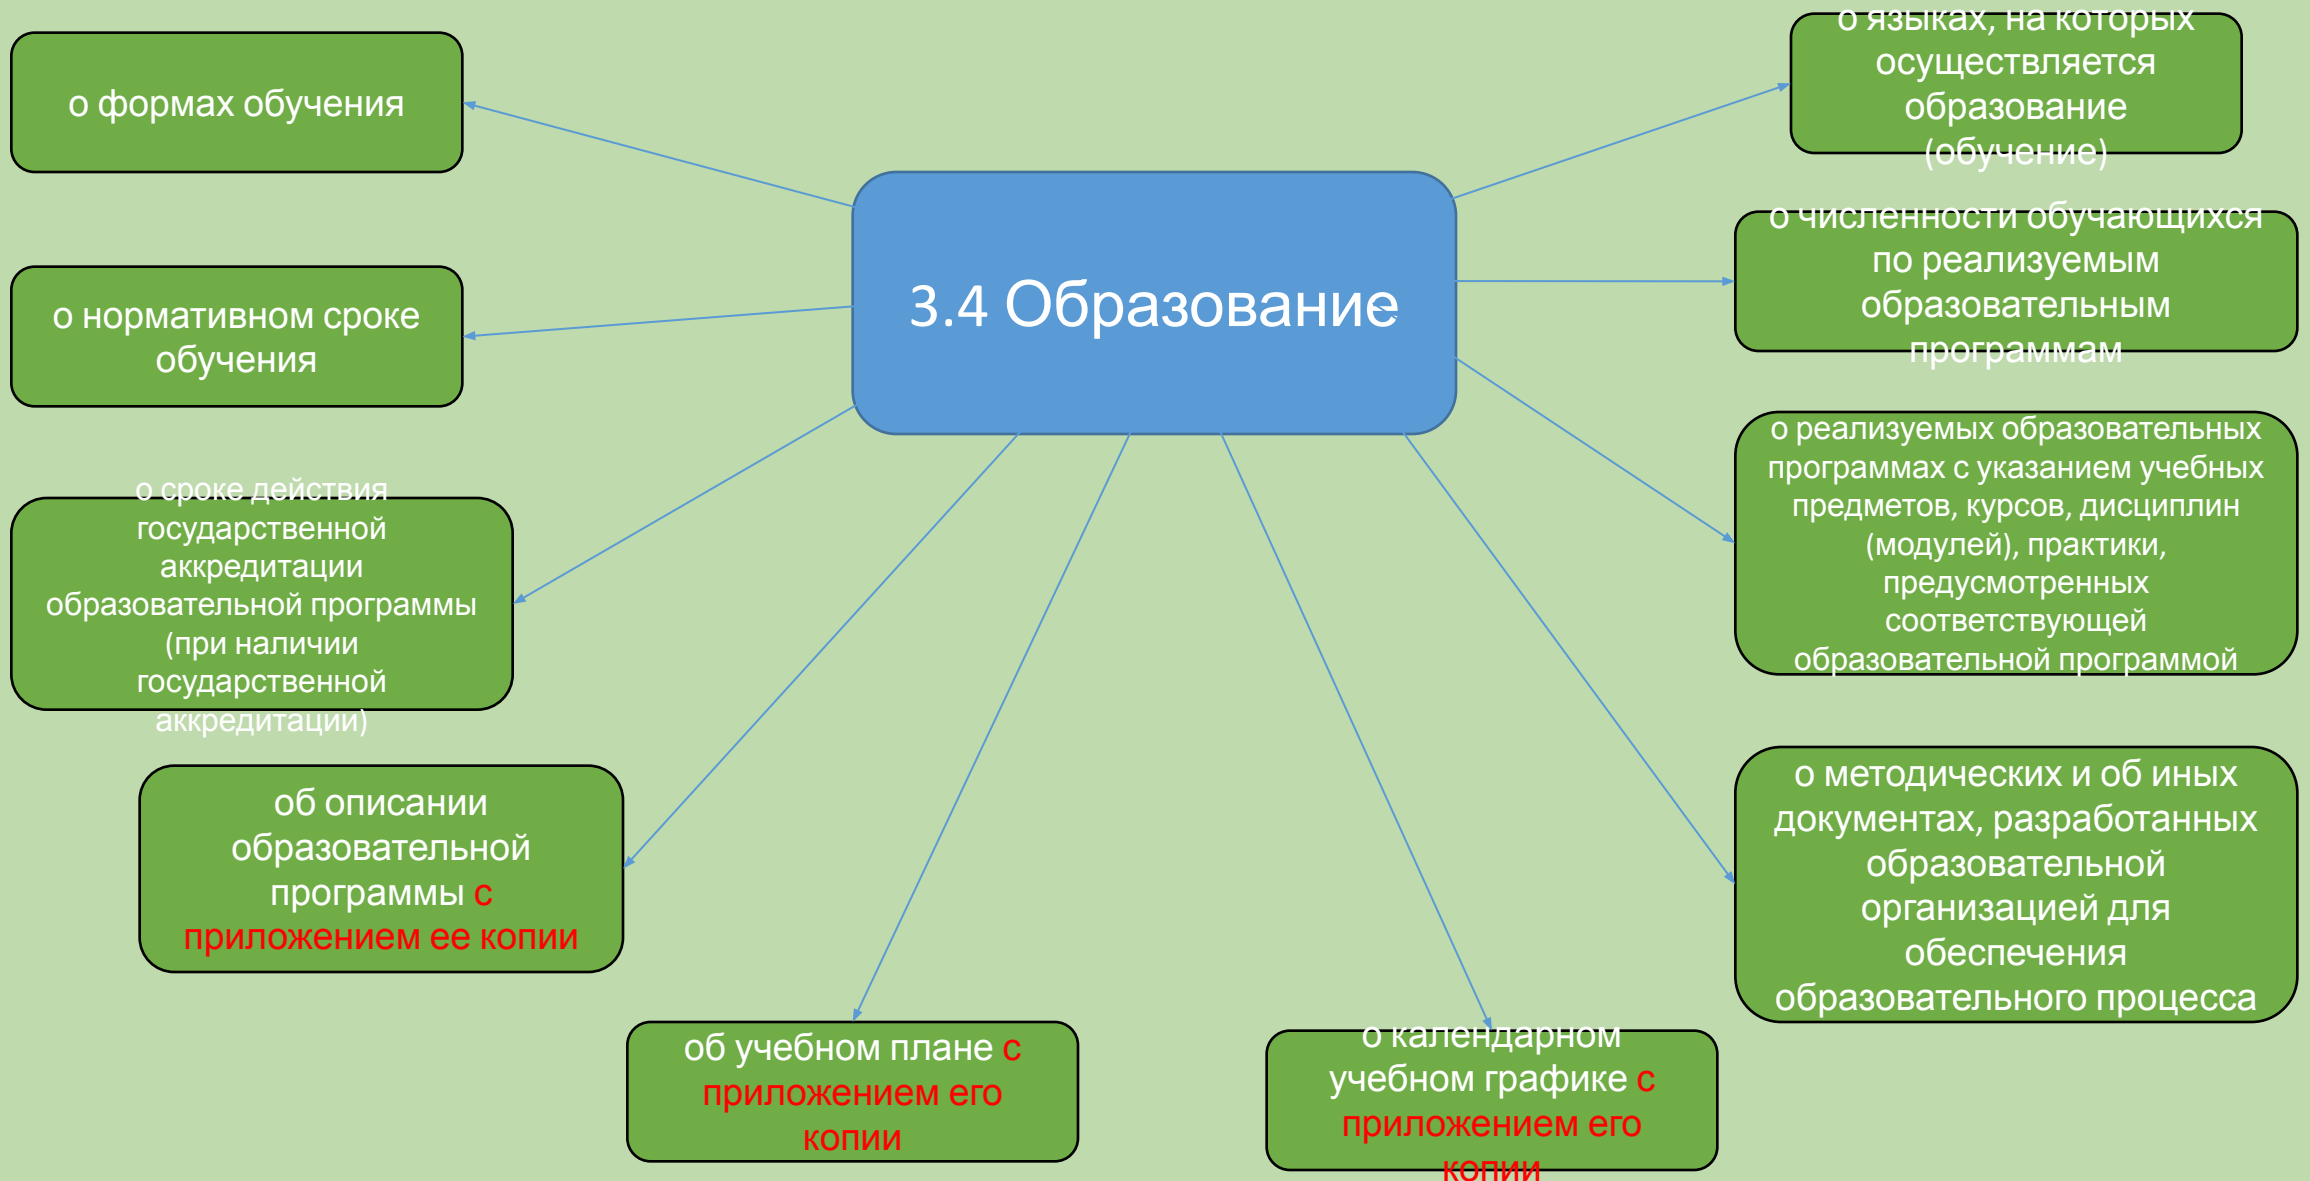 3.4 Образование
о формах обучения
о нормативном сроке
обучения
о сроке действия
государственной
аккредитации
образовательной программы
(при наличии
государственной
аккредитации)
об описании
образовательной
программы с
приложением ее копии
об учебном плане с
приложением его
копии
о календарном
учебном графике с
приложением его
копии
о языках, на которых
осуществляется
образование
(обучение)
о численности обучающихся
по реализуемым
образовательным
программам
о реализуемых образовательных
программах с указанием учебных
предметов, курсов, дисциплин
(модулей), практики,
предусмотренных
соответствующей
образовательной программой
о методических и об иных
документах, разработанных
образовательной
организацией для
обеспечения
образовательного процесса